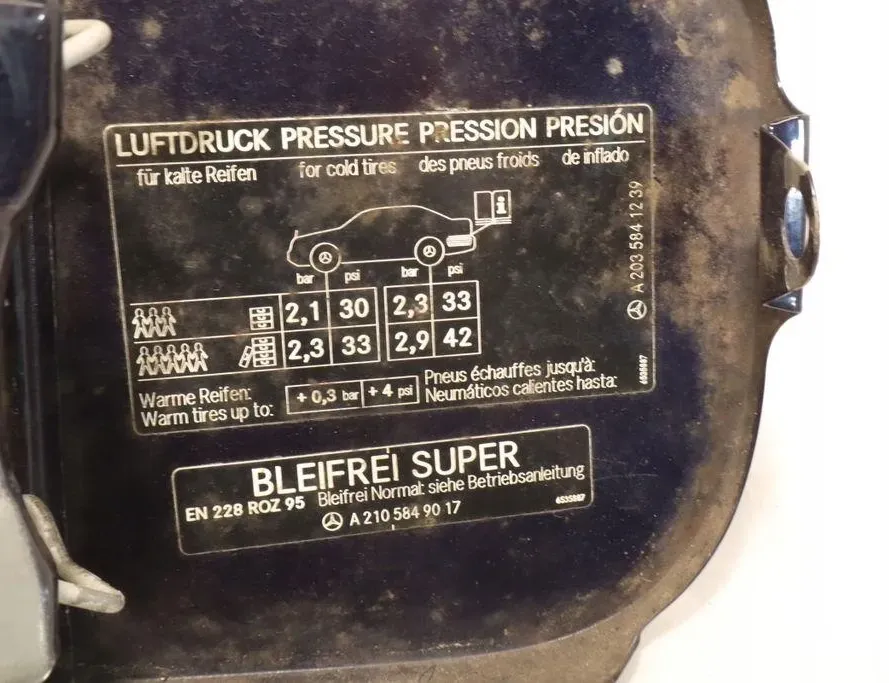 LUFTDRUCK PRESSURE PRESSION PRESIÓN
für kalte Reifen for cold tires des pneus froids de inflado
i
bar psi bar psi
2,1 30 2,3 33
2,3 33 2,9 42
Warme Reifen: Pneus échauffes jusqu'à:
Warm tires up to: + 0,3 bar + 4 psi Neumáticos calientes hasta:
A 203 584 12 39
BLEIFREI SUPER
EN 228 ROZ 95 Bleifrei Normal: siehe Betriebsanleitung
A 210 584 90 17